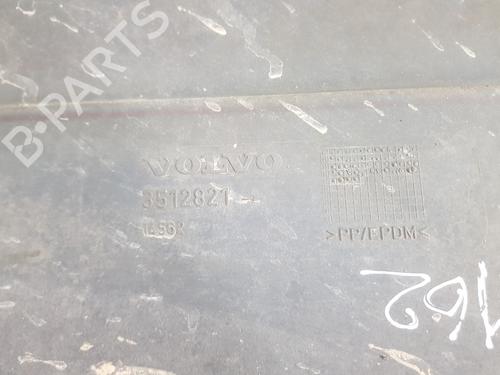 B-PARTS
VOLVO
3512821
>PP/EPDM<
162